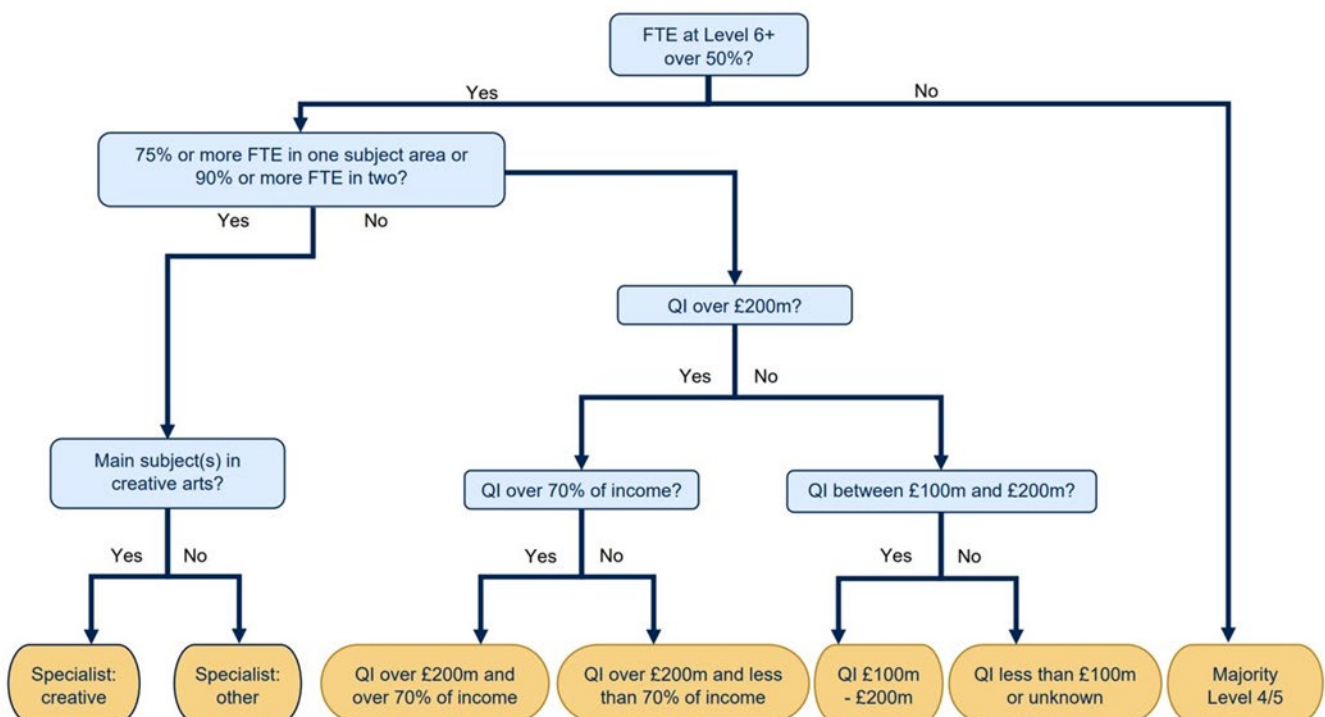 FTE at Level 6+
over 50%?
Yes
No
75% or more FTE in one subject area or
90% or more FTE in two?
Yes
No
QI over £200m?
Yes
No
Main subject(s) in
creative arts?
QI over 70% of income?
QI between £100m and £200m?
Yes
No
Yes
No
Yes
No
Specialist:
creative
Specialist:
other
QI over £200m and
over 70% of income
QI over £200m and less
than 70% of income
QI £100m
- £200m
QI less than £100m
or unknown
Majority
Level 4/5